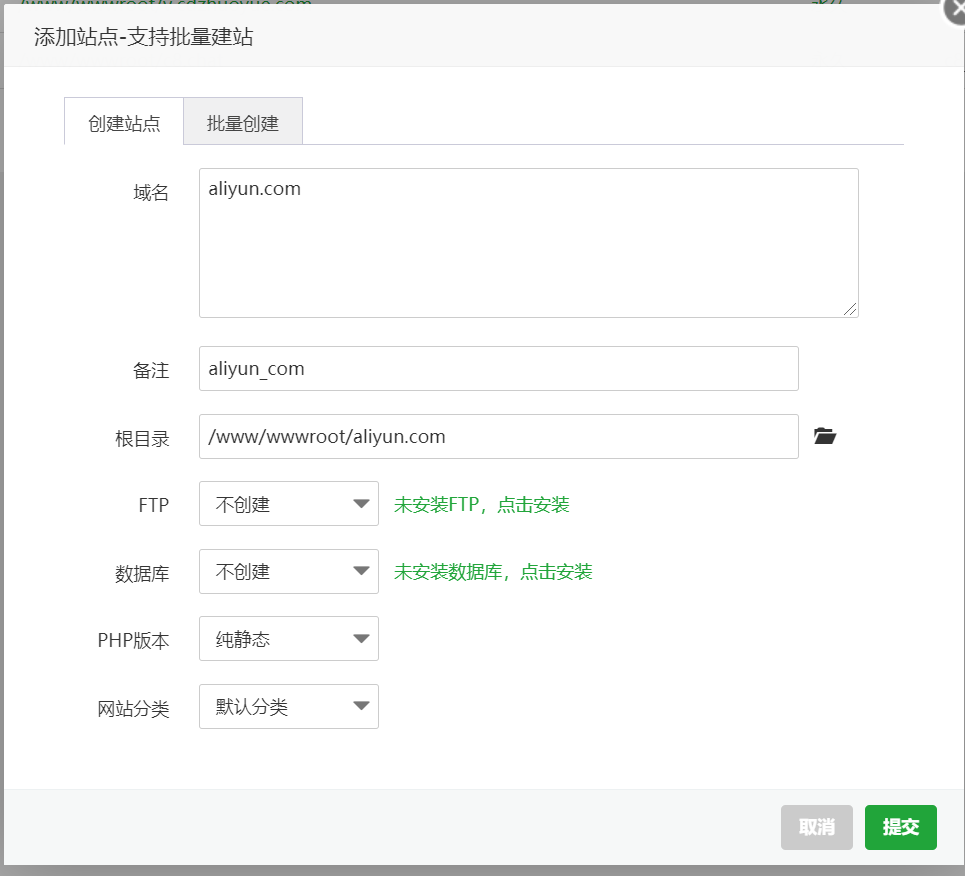 添加站点-支持批量建站
创建站点
批量创建
域名
aliyun.com
备注
aliyun_com
根目录
/www/wwwroot/aliyun.com
FTP
不创建
未安装FTP，点击安装
数据库
不创建
未安装数据库，点击安装
PHP版本
纯静态
网站分类
默认分类
取消
提交